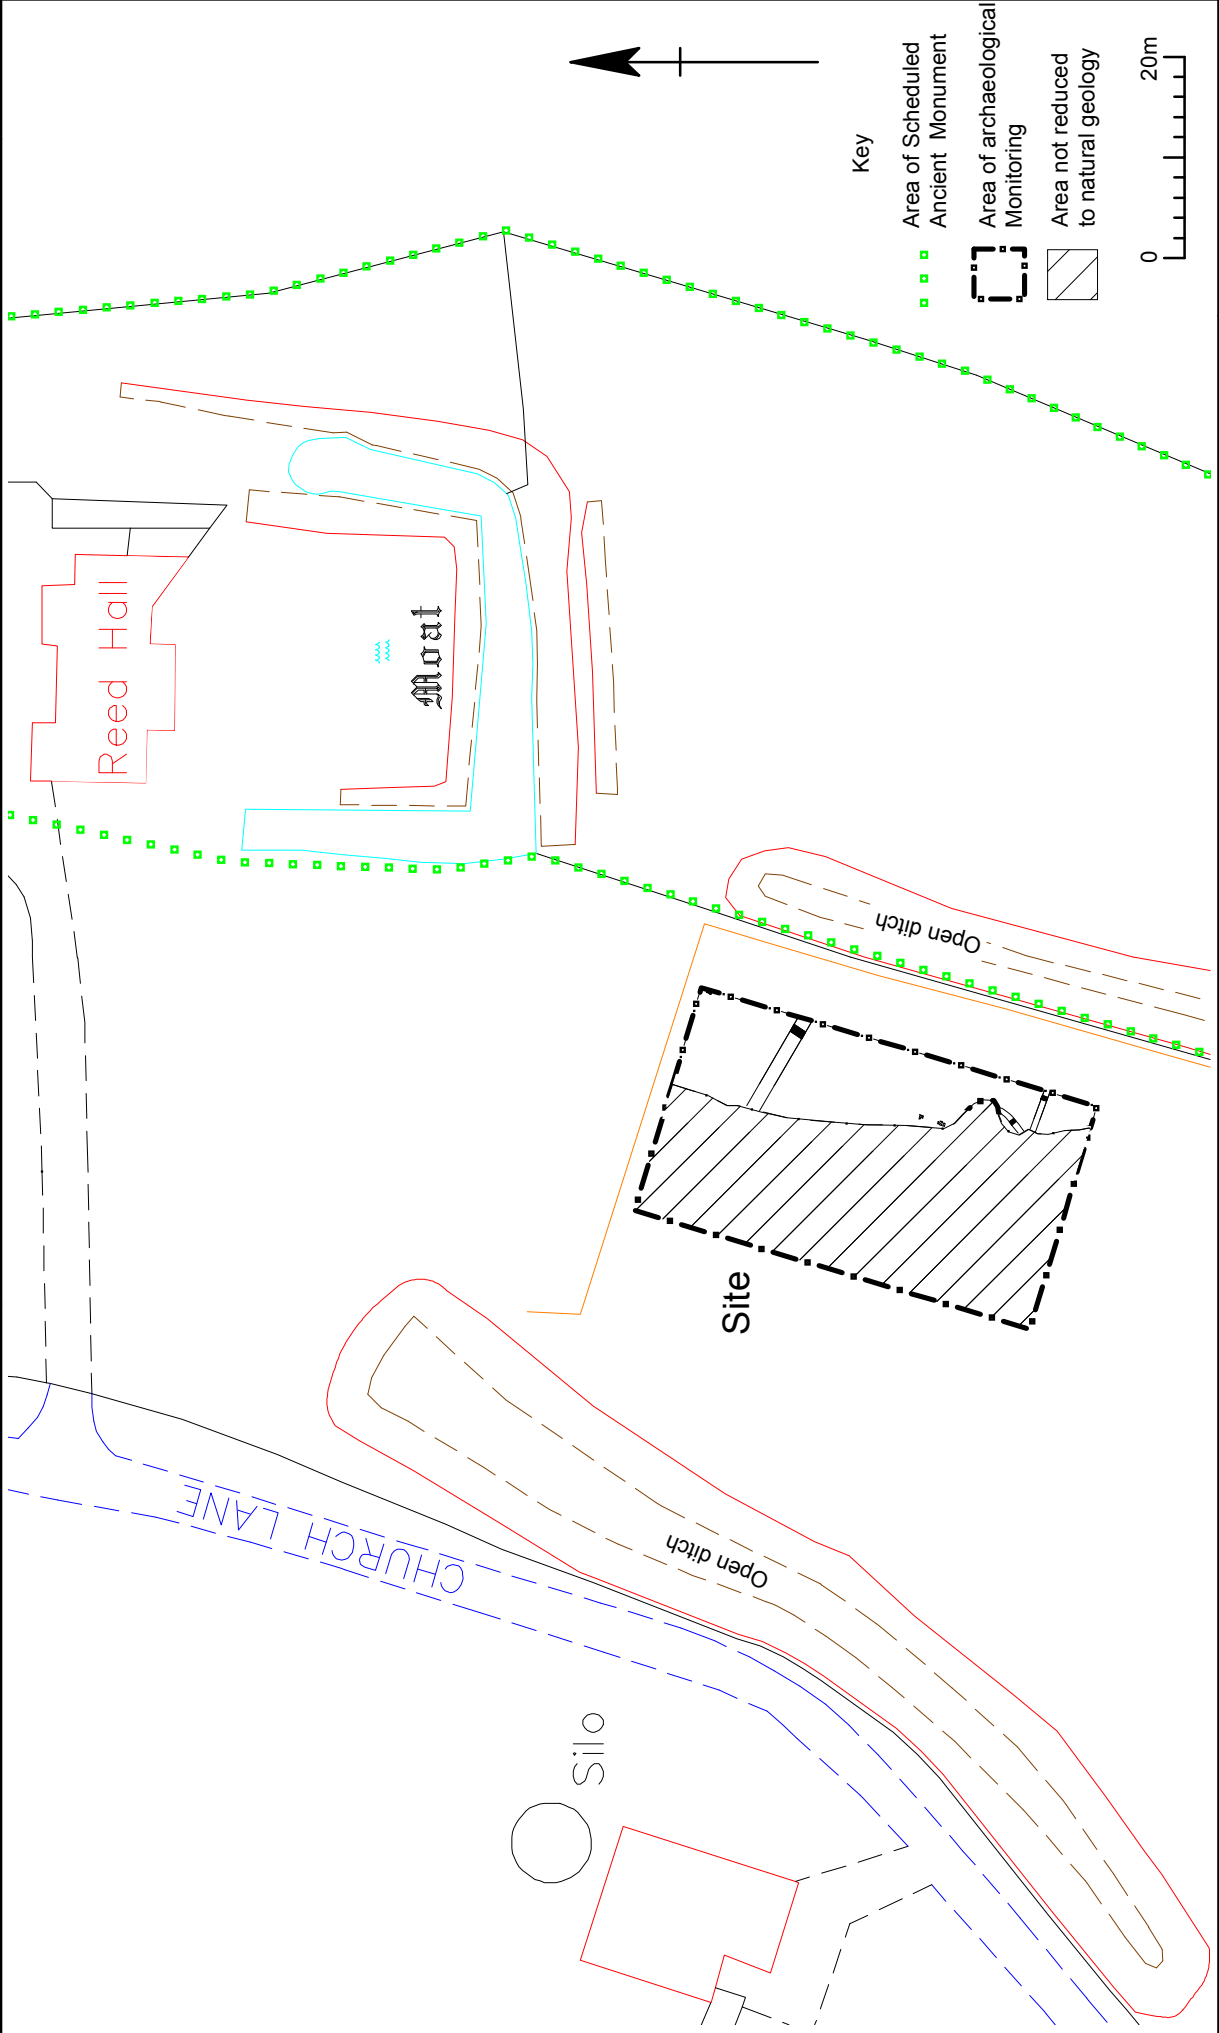 Reed Hall
Moat
Open ditch
Site
CHURCH LANE
Open ditch
Silo
Key
Area of Scheduled
Ancient Monument
Area of archaeological
Monitoring
Area not reduced
to natural geology
0 20m